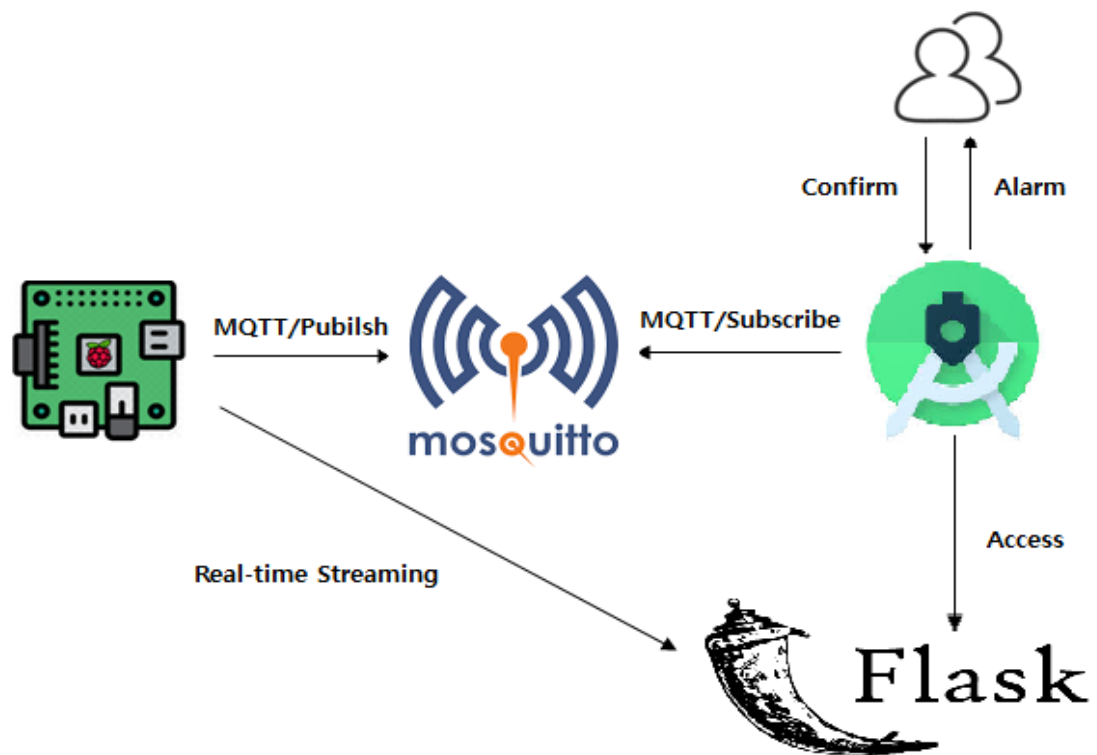 Confirm
Alarm
MQTT/Pubilsh
MQTT/Subscribe
mosquitto
Access
Real-time Streaming
Flask